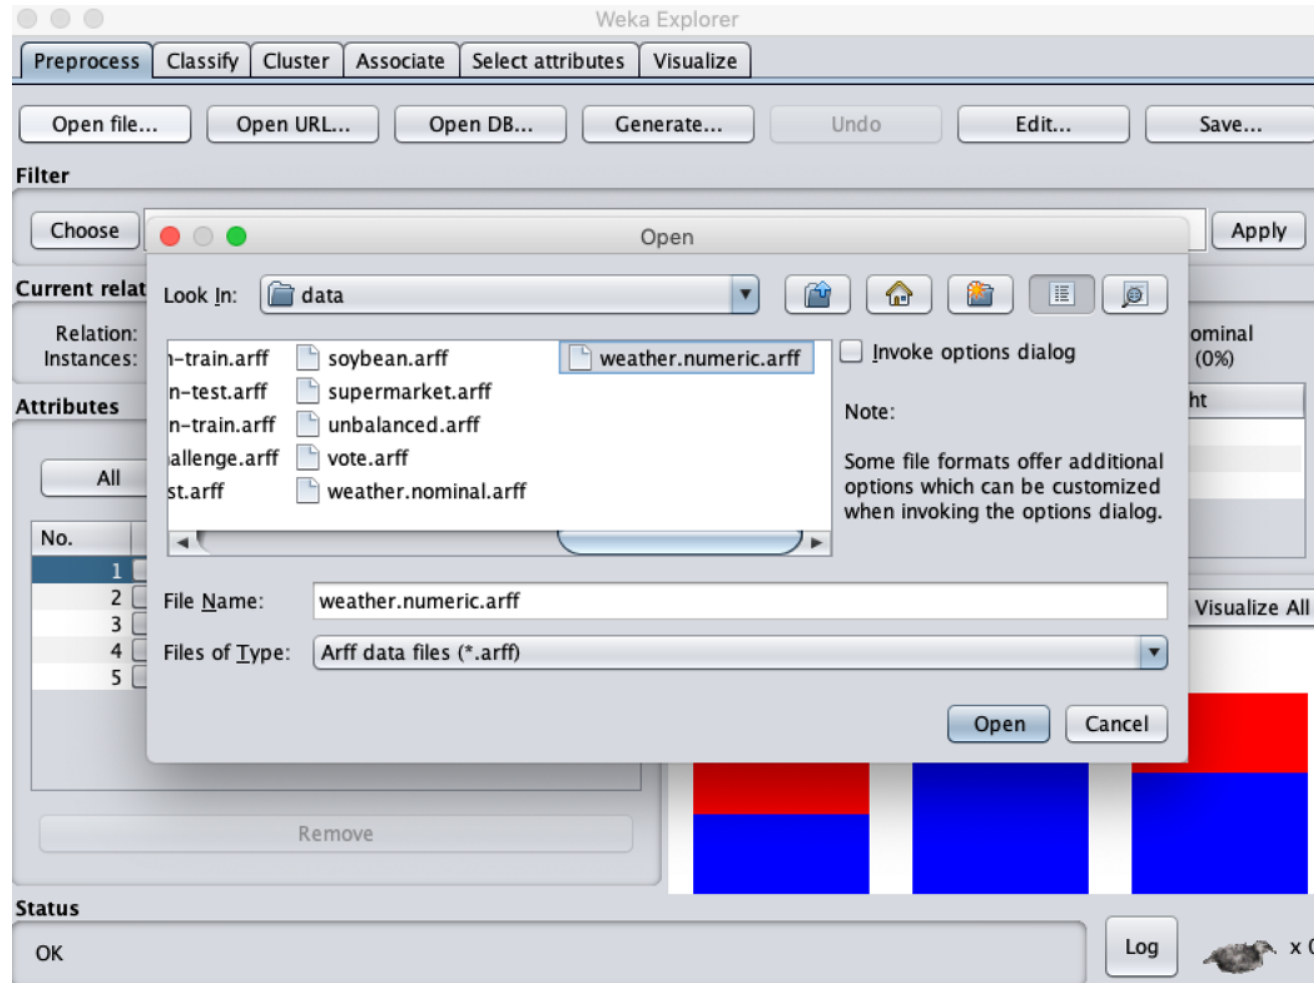 Weka Explorer
Preprocess Classify Cluster Associate Select attributes Visualize
Open file... Open URL... Open DB... Generate... Undo Edit... Save...
Filter
Choose Apply
Open
Current relat
Look In: data
Relation:
Instances:
ominal
(0%)
n-train.arff soybean.arff weather.numeric.arff
n-test.arff supermarket.arff
n-train.arff unbalanced.arff
allenge.arff vote.arff
st.arff weather.nominal.arff
Invoke options dialog
Note:
Some file formats offer additional
options which can be customized
when invoking the options dialog.
Attributes
ht
All
No.
1
2
3
4
5
File Name: weather.numeric.arff
Files of Type: Arff data files (*.arff)
Open Cancel
Visualize All
Remove
Status
OK
Log x 0